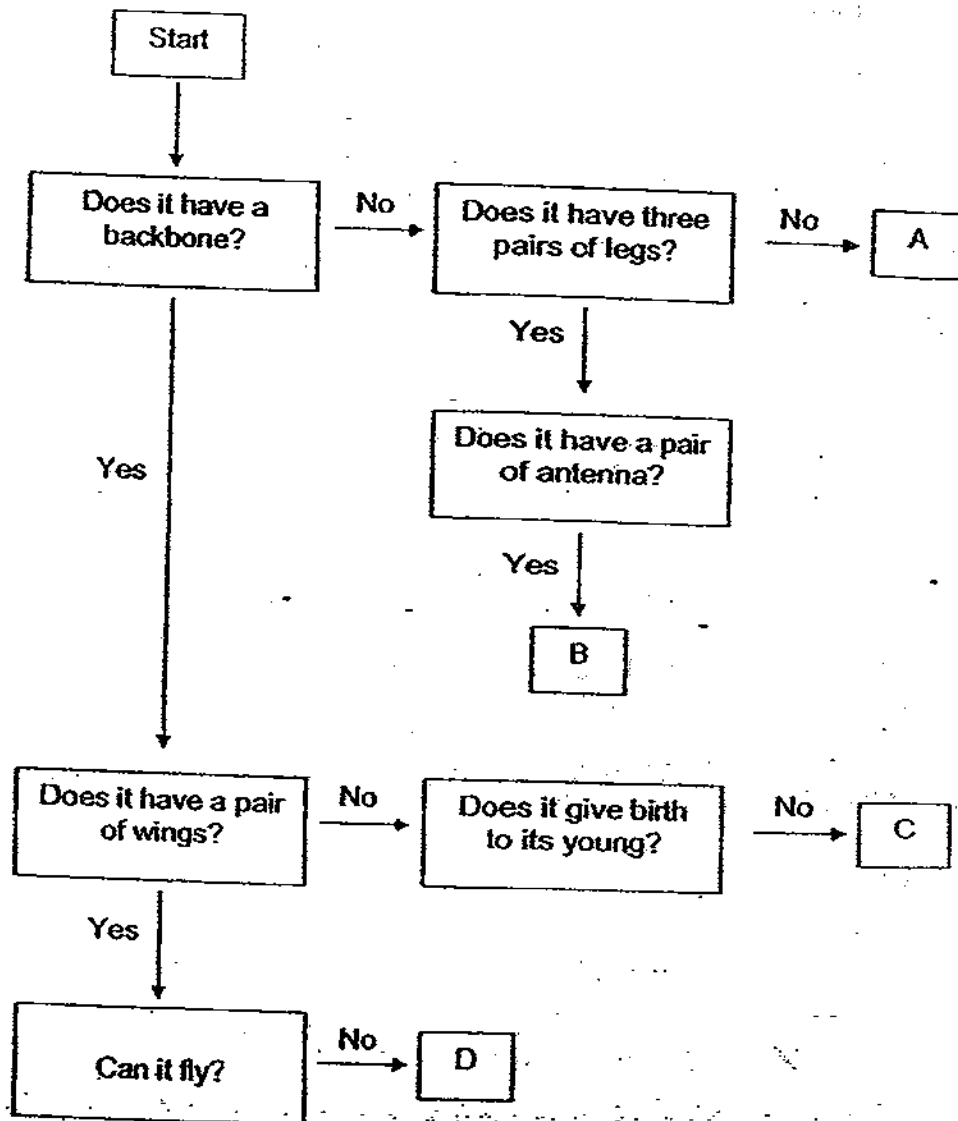 Start
Does it have a
backbone?
No
Does it have three
pairs of legs?
No
A
Yes
Yes
Does it have a pair
of antenna?
Yes
B
Does it have a pair
of wings?
No
Does it give birth
to its young?
No
C
Yes
Can it fly?
No
D